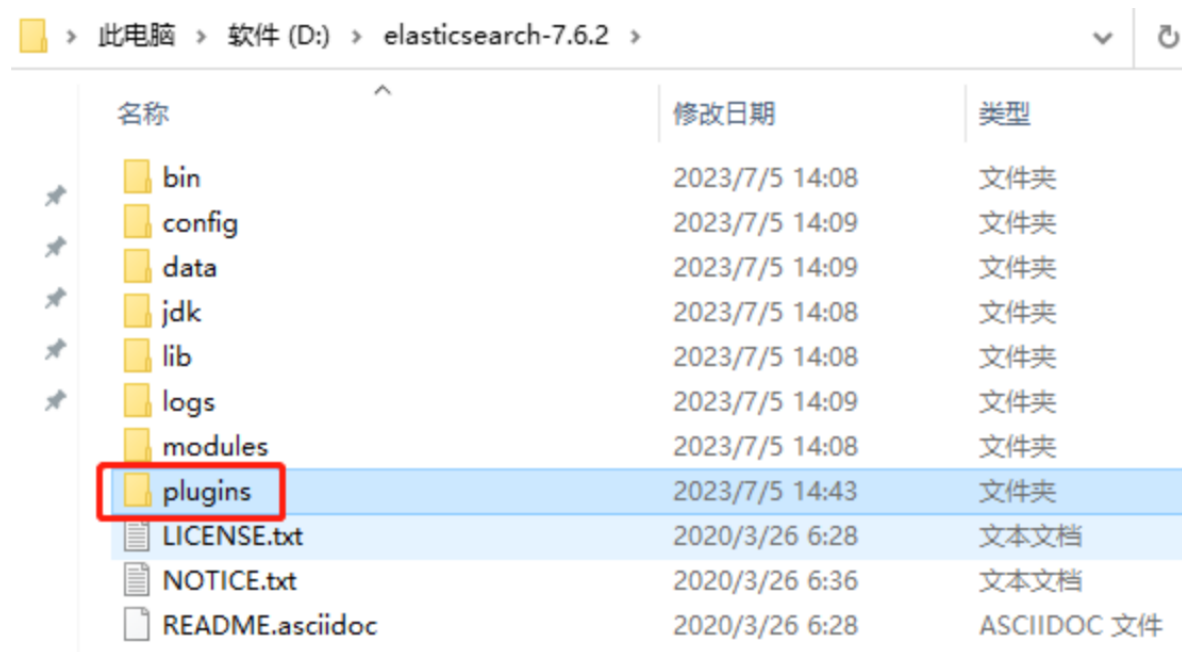 此电脑 > 软件 (D:) > elasticsearch-7.6.2 >
名称 修改日期 类型
bin 2023/7/5 14:08 文件夹
config 2023/7/5 14:09 文件夹
data 2023/7/5 14:09 文件夹
jdk 2023/7/5 14:08 文件夹
lib 2023/7/5 14:08 文件夹
logs 2023/7/5 14:09 文件夹
modules 2023/7/5 14:08 文件夹
plugins 2023/7/5 14:43 文件夹
LICENSE.txt 2020/3/26 6:28 文本文档
NOTICE.txt 2020/3/26 6:36 文本文档
README.asciidoc 2020/3/26 6:28 ASCIIDOC 文件